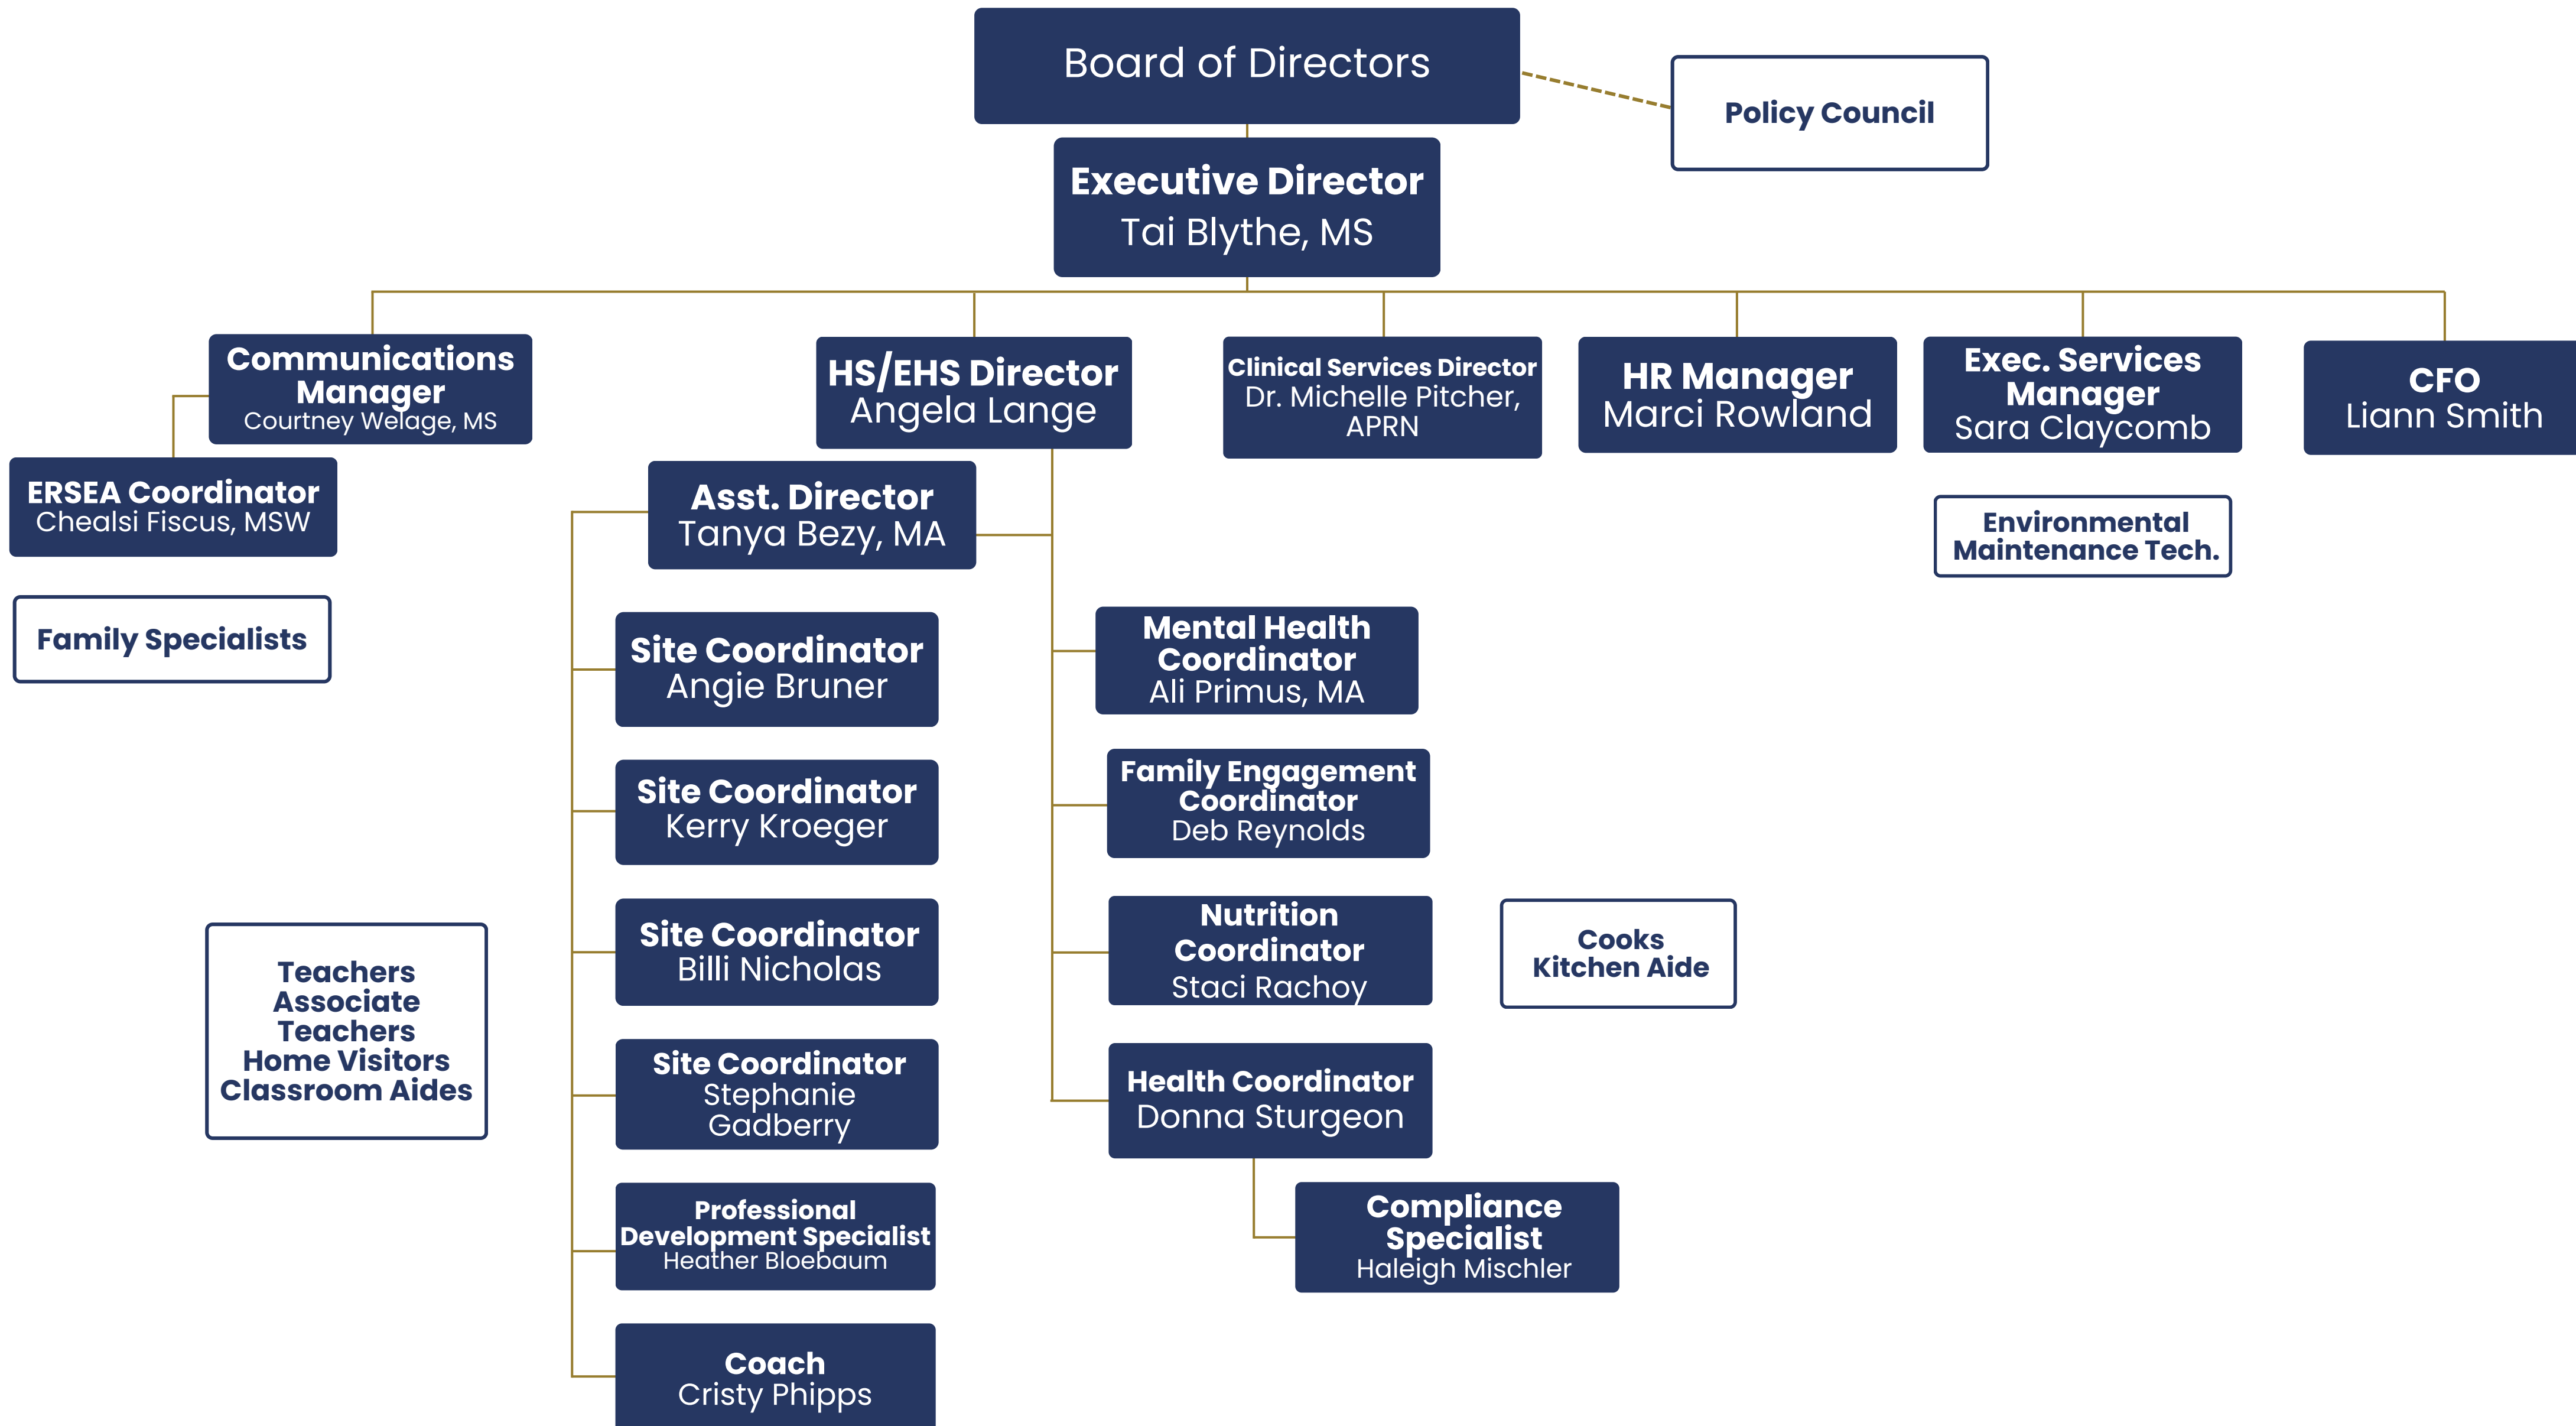 Board of Directors
Policy Council
Executive Director
Tai Blythe, MS
Communications
Manager
Courtney Welage, MS
HS/EHS Director
Angela Lange
Clinical Services Director
Dr. Michelle Pitcher,
APRN
HR Manager
Marci Rowland
Exec. Services
Manager
Sara Claycomb
CFO
Liann Smith
ERSEA Coordinator
Chealsi Fiscus, MSW
Asst. Director
Tanya Bezy, MA
Environmental
Maintenance Tech.
Family Specialists
Site Coordinator
Angie Bruner
Mental Health
Coordinator
Ali Primus, MA
Site Coordinator
Kerry Kroeger
Family Engagement
Coordinator
Deb Reynolds
Site Coordinator
Billi Nicholas
Nutrition
Coordinator
Staci Rachoy
Cooks
Kitchen Aide
Teachers
Associate
Teachers
Home Visitors
Classroom Aides
Site Coordinator
Stephanie
Gadberry
Health Coordinator
Donna Sturgeon
Professional
Development Specialist
Heather Bloebaum
Compliance
Specialist
Haleigh Mischler
Coach
Cristy Phipps